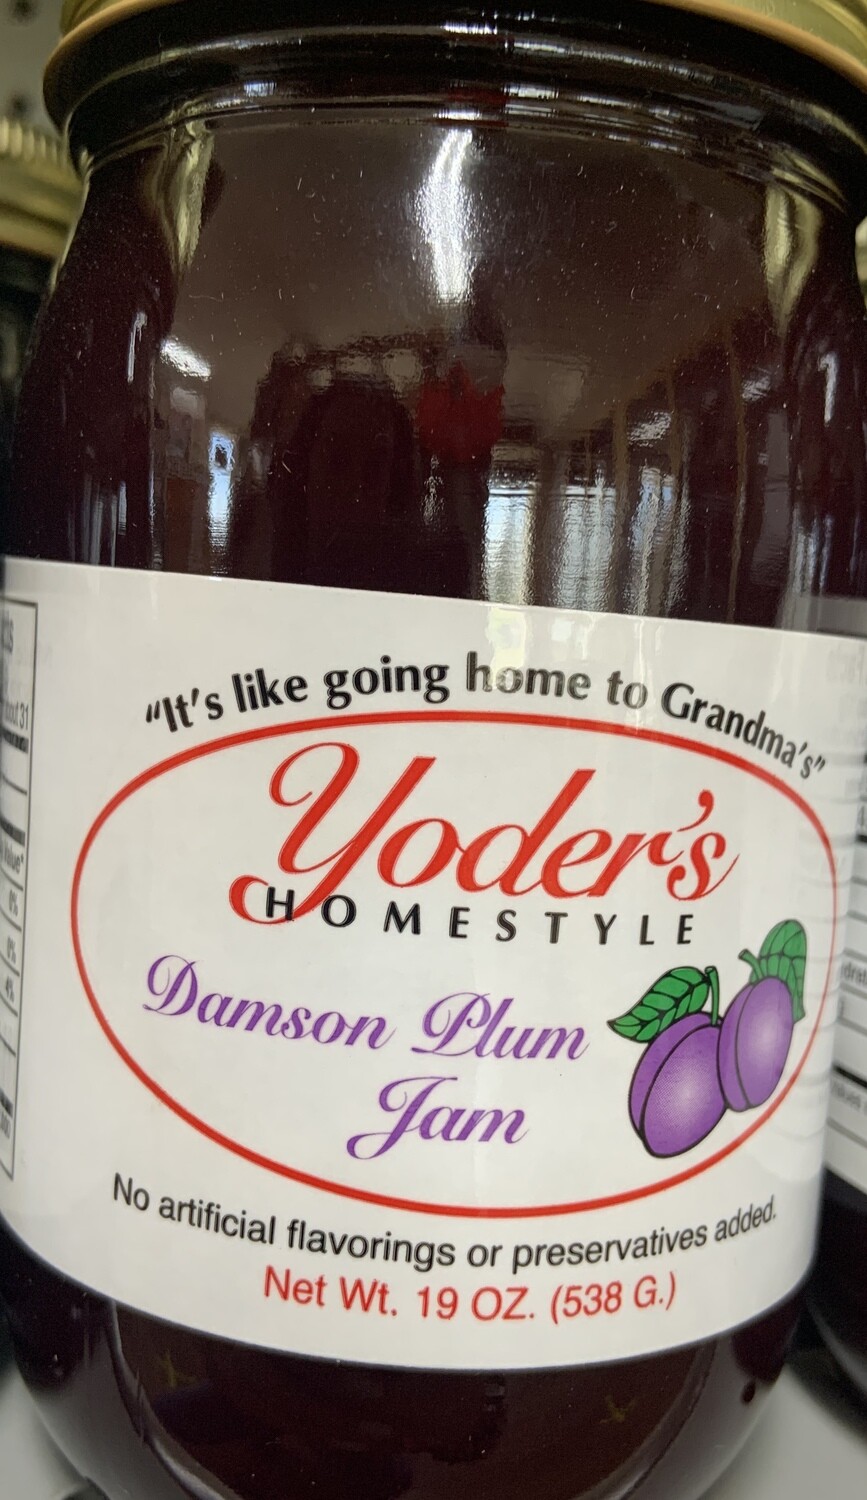 “It's like going home to Grandma's”
Yoder's
HOMESTYLE
Damson Plum
Jam
No artificial flavorings or preservatives added.
Net Wt. 19 OZ. (538 G.)